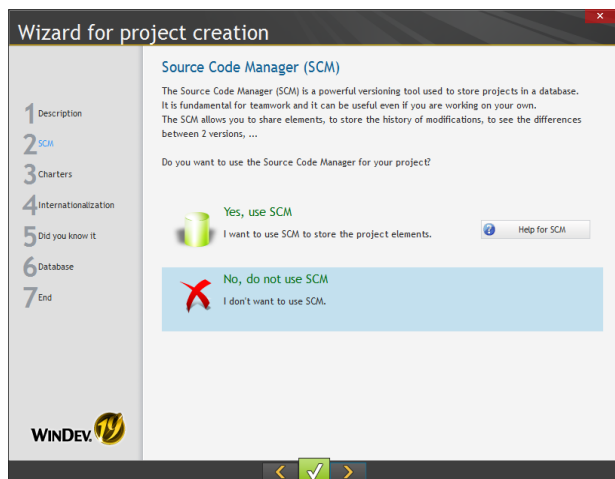 Wizard for project creation
Source Code Manager (SCM)
The Source Code Manager (SCM) is a powerful versioning tool used to store projects in a database.
It is fundamental for teamwork and it can be useful even if you are working on your own.
The SCM allows you to share elements, to store the history of modifications, to see the differences
between 2 versions, ...
Do you want to use the Source Code Manager for your project?
1 Description
2 SCM
3 Charters
4 Internationalization
5 Did you know it
6 Database
7 End
Yes, use SCM
I want to use SCM to store the project elements.
Help for SCM
No, do not use SCM
I don't want to use SCM.
WINDEV. 19